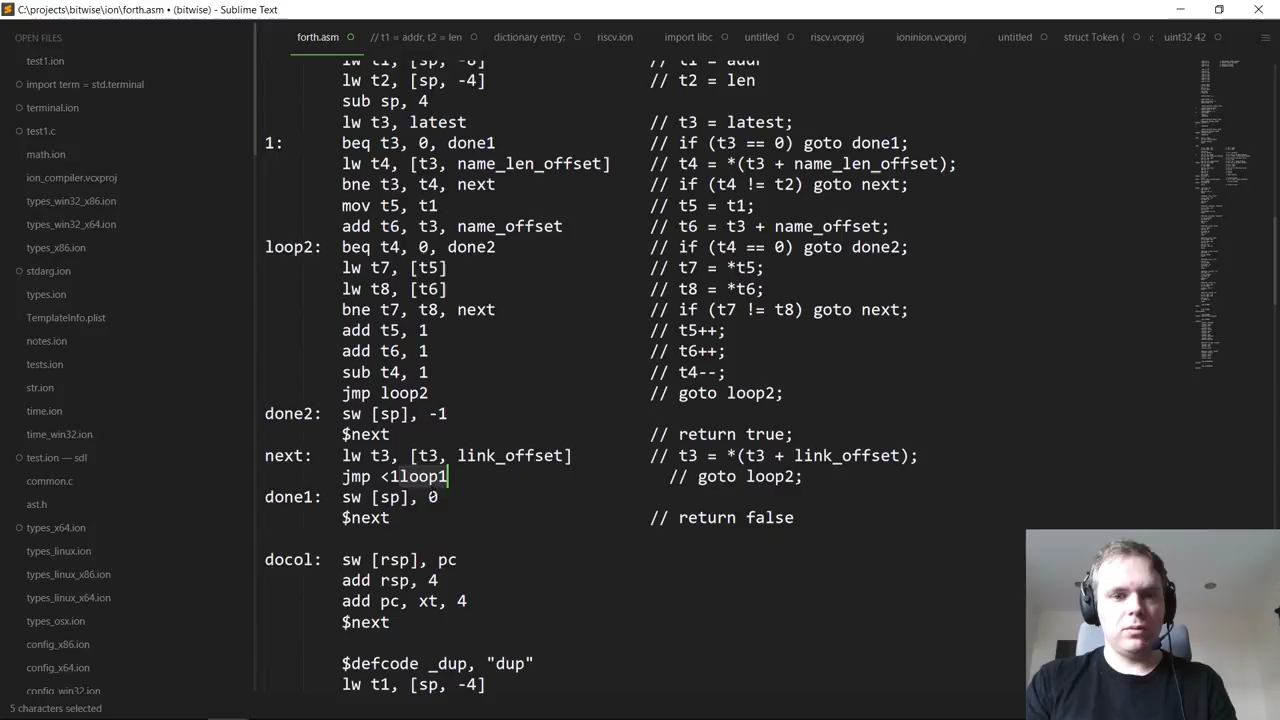 C:\projects\bitwise\ion\forth.asm • (bitwise) - Sublime Text
OPEN FILES
test1.ion
import term = std.terminal
terminal.ion
test1.c
math.ion
ion_compiler.vcxproj
types_win32_x86.ion
types_win32_x64.ion
types_x86.ion
stdarg.ion
types.ion
TemplateInfo.plist
notes.ion
tests.ion
str.ion
time.ion
time_win32.ion
test.ion — sdl
common.c
ast.h
types_x64.ion
types_linux.ion
types_linux_x86.ion
types_linux_x64.ion
types_osx.ion
config_x86.ion
config_x64.ion
config_win32.ion
forth.asm // t1 = addr, t2 = len dictionary entry: riscv.ion import libc untitled riscv.vcxproj ioninion.vcxproj untitled struct Token { uint32 42
lw t1, [sp, -8] // t1 = addr
lw t2, [sp, -4] // t2 = len
sub sp, 4
lw t3, latest // t3 = latest;
1: beq t3, 0, done1 // if (t3 == 0) goto done1;
lw t4, [t3, name_len_offset] // t4 = *(t3 + name_len_offset);
bne t3, t4, next // if (t4 != t2) goto next;
mov t5, t1 // t5 = t1;
add t6, t3, name_offset // t6 = t3 + name_offset;
loop2: beq t4, 0, done2 // if (t4 == 0) goto done2;
lw t7, [t5] // t7 = *t5;
lw t8, [t6] // t8 = *t6;
bne t7, t8, next // if (t7 != t8) goto next;
add t5, 1 // t5++;
add t6, 1 // t6++;
sub t4, 1 // t4--;
jmp loop2 // goto loop2;
done2: sw [sp], -1
$next // return true;
next: lw t3, [t3, link_offset] // t3 = *(t3 + link_offset);
jmp <1loop1 // goto loop2;
done1: sw [sp], 0
$next // return false
docol: sw [rsp], pc
add rsp, 4
add pc, xt, 4
$next
$defcode _dup, "dup"
lw t1, [sp, -4]
5 characters selected